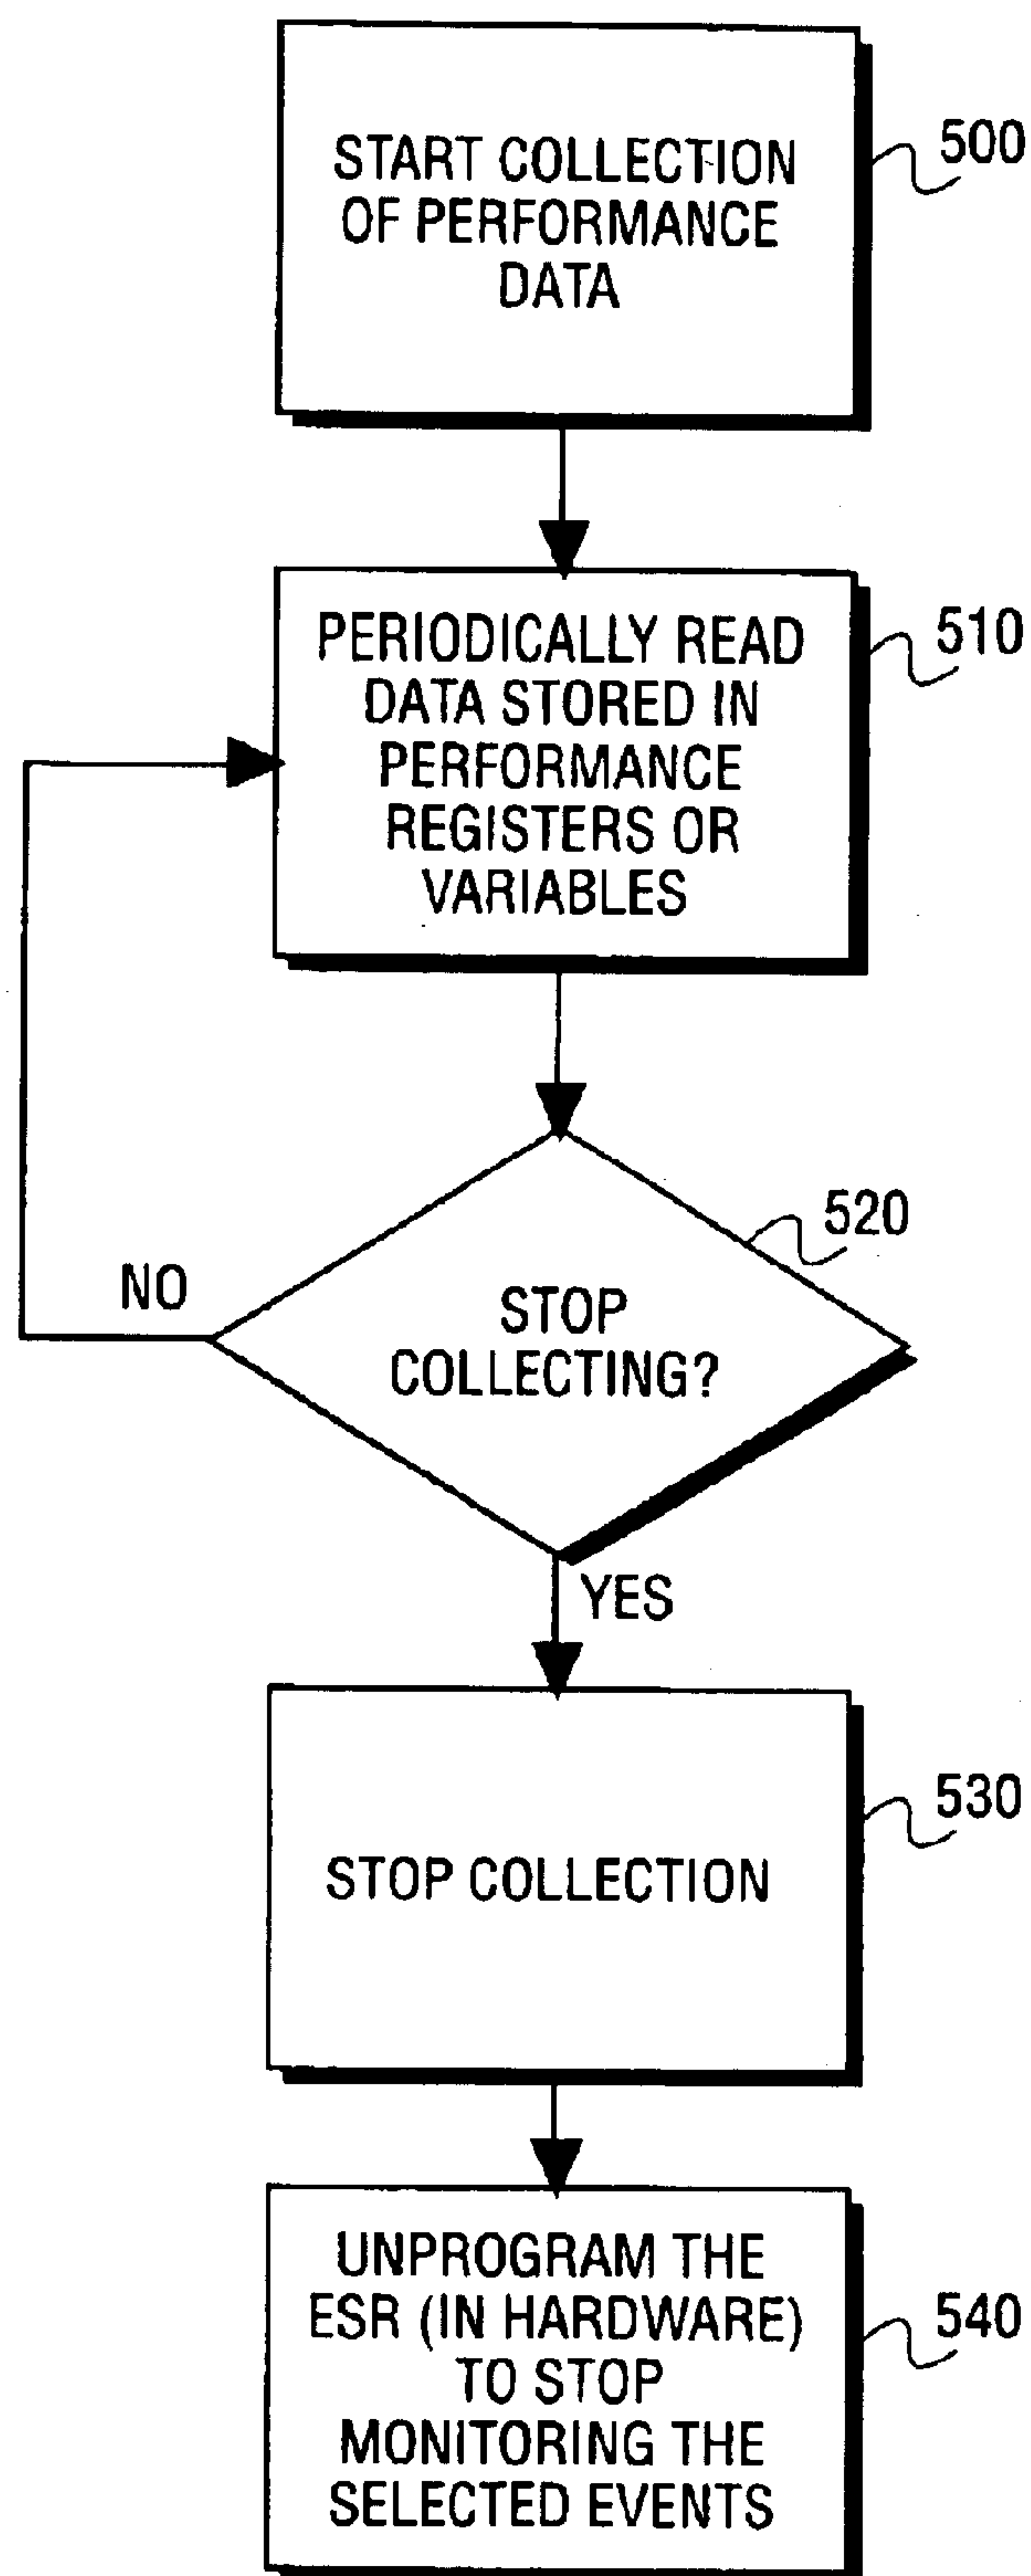 START COLLECTION
OF PERFORMANCE
DATA
500
PERIODICALLY READ
DATA STORED IN
PERFORMANCE
REGISTERS OR
VARIABLES
510
520
STOP
COLLECTING?
NO
YES
STOP COLLECTION
530
UNPROGRAM THE
ESR (IN HARDWARE)
TO STOP
MONITORING THE
SELECTED EVENTS
540